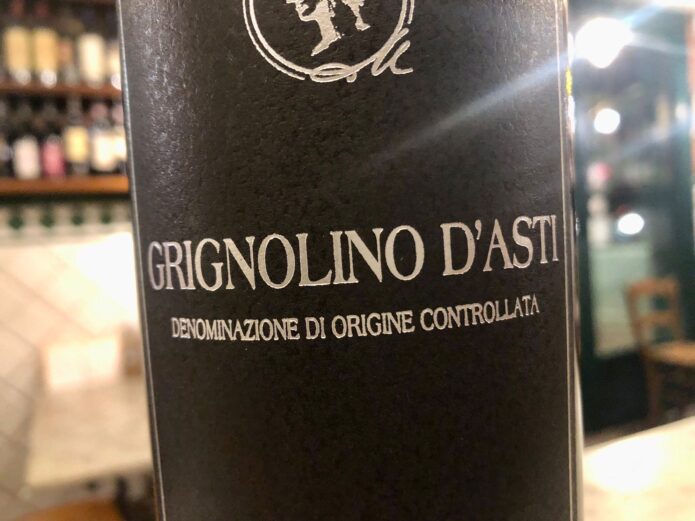 GRIGNOLINO D'ASTI
DENOMINAZIONE DI ORIGINE CONTROLLATA